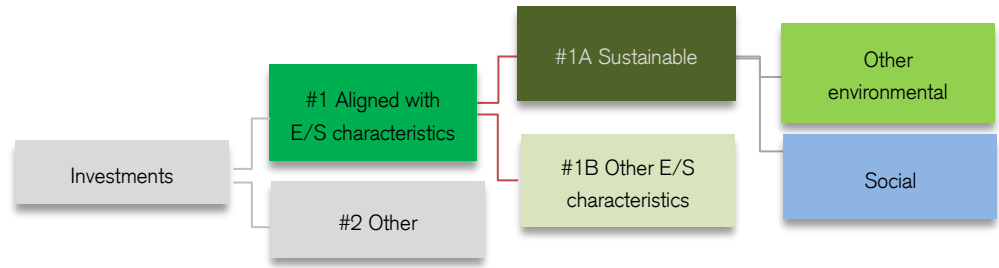 Investments
#1 Aligned with
E/S characteristics
#2 Other
#1A Sustainable
#1B Other E/S
characteristics
Other
environmental
Social